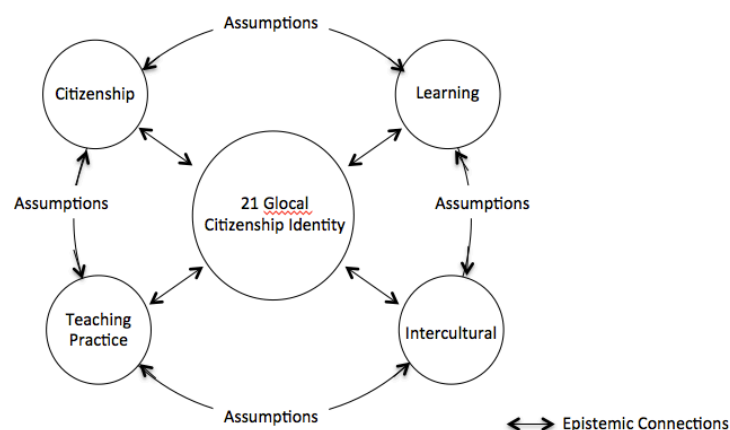 Assumptions
Citizenship
Learning
21 Glocal
Citizenship Identity
Assumptions
Assumptions
Teaching
Practice
Intercultural
Assumptions
Epistemic Connections